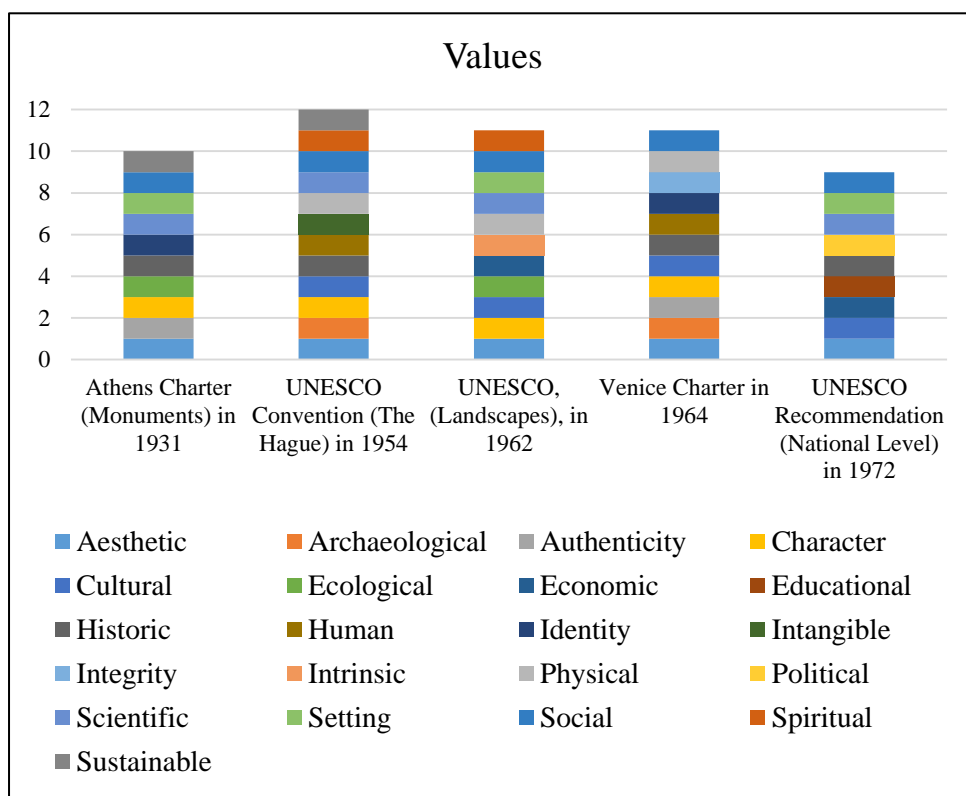 Values
12
10
8
6
4
2
0
Athens Charter
(Monuments) in
1931
UNESCO
Convention (The
Hague) in 1954
UNESCO,
(Landscapes), in
1962
Venice Charter in
1964
UNESCO
Recommendation
(National Level)
in 1972
Aesthetic Archaeological Authenticity Character
Cultural Ecological Economic Educational
Historic Human Identity Intangible
Integrity Intrinsic Physical Political
Scientific Setting Social Spiritual
Sustainable